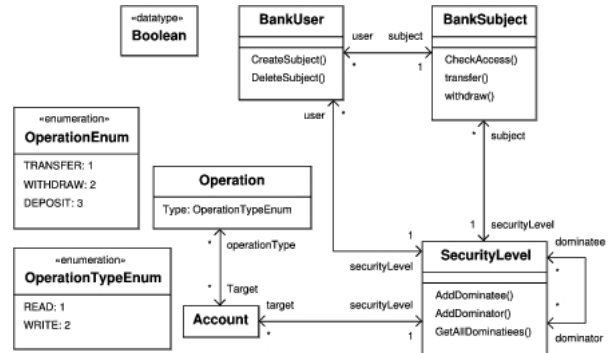 «datatype»
Boolean
BankUser
CreateSubject()
DeleteSubject()
user
subject
*
1
BankSubject
CheckAccess()
transfer()
withdraw()
user
*
*
subject
«enumeration»
OperationEnum
TRANSFER: 1
WITHDRAW: 2
DEPOSIT: 3
Operation
Type: OperationTypeEnum
*
operationType
*
Target
Account
target
*
securityLevel
1
1
securityLevel
1
securityLevel
SecurityLevel
AddDominatee()
AddDominator()
GetAllDominatiees()
dominatee
*
*
dominator
«enumeration»
OperationTypeEnum
READ: 1
WRITE: 2